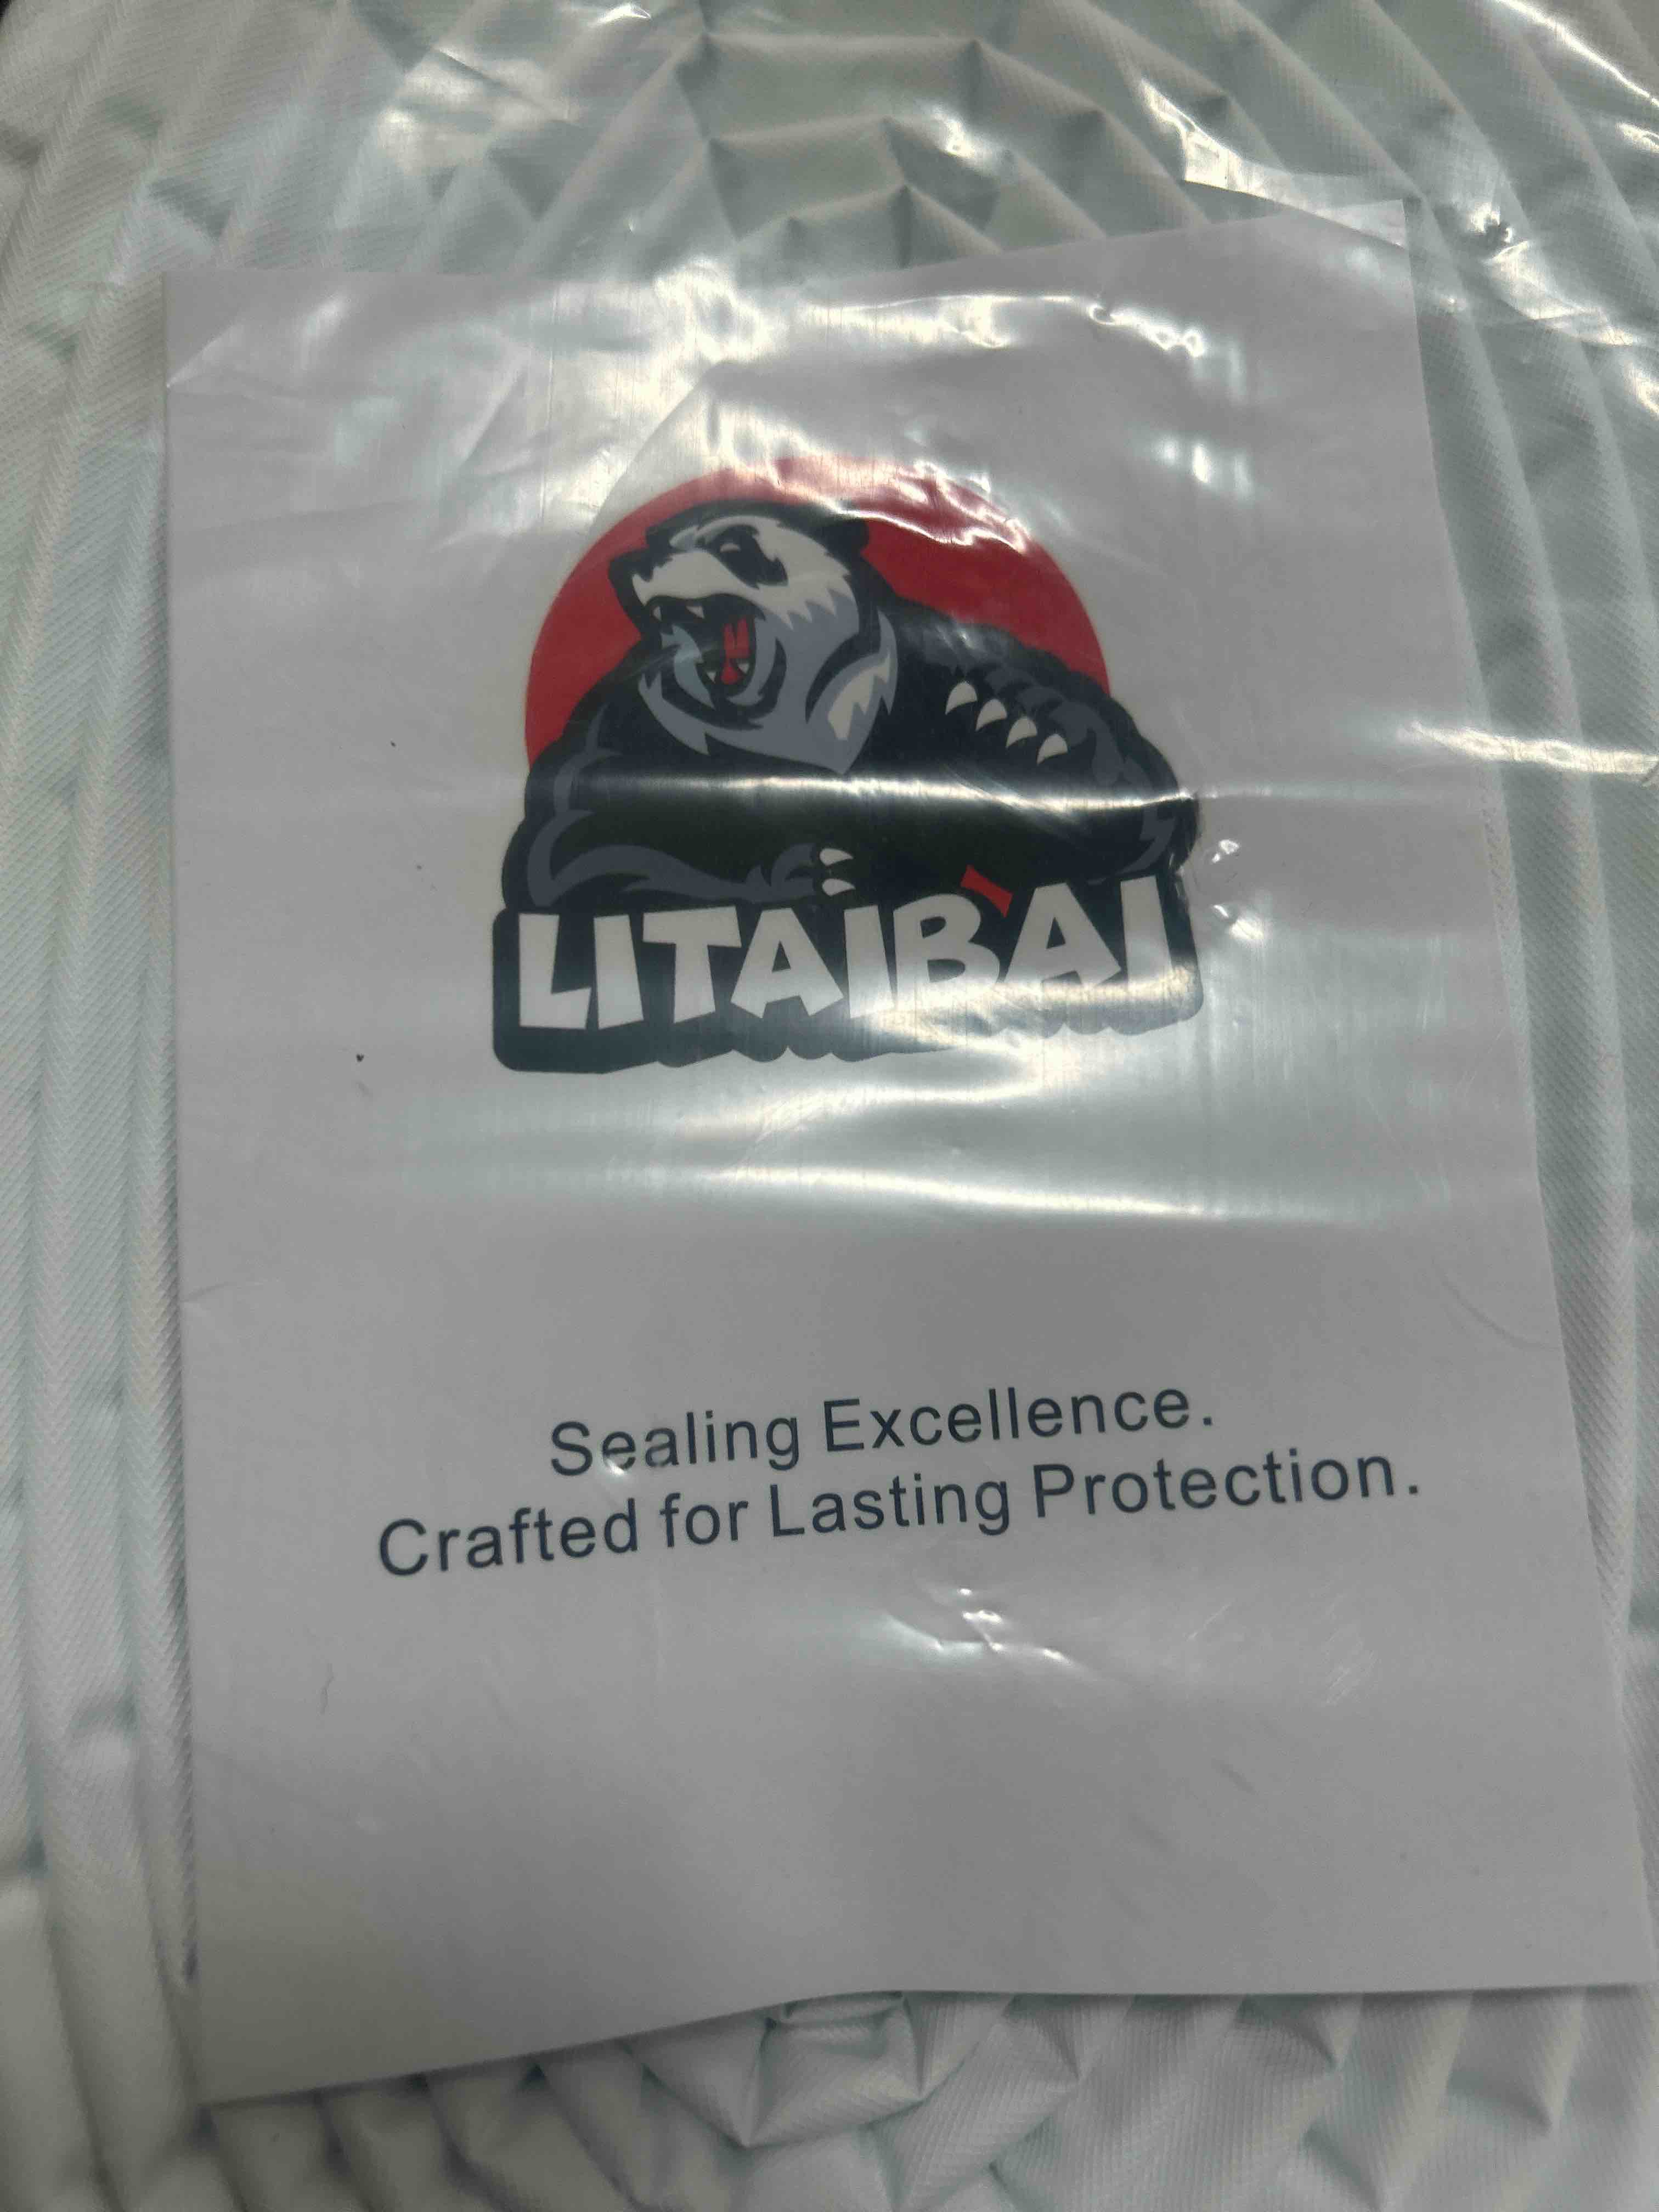 LITAIBAI
Sealing Excellence.
Crafted for Lasting Protection.